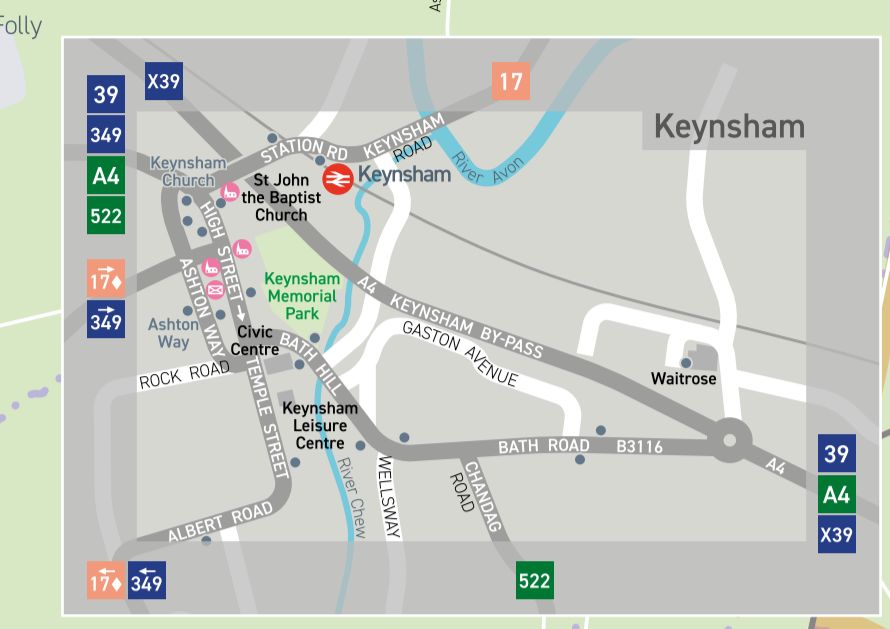 Folly
As
X39
17
39
349
A4
522
17♦
349
Keynsham
STATION RD
KEYNSHAM
ROAD
River Avon
Keynsham
Church
St John
the Baptist
Church
Keynsham
HIGH STREET
ASHTON WAY
Keynsham
Memorial
Park
A4 KEYNSHAM BY-PASS
Ashton
Way
Civic
Centre
BATH HILL
GASTON AVENUE
ROCK ROAD
TEMPLE STREET
Waitrose
Keynsham
Leisure
Centre
BATH ROAD B3116
A4
River Chew
WELLSWAY
CHANDAG
ROAD
ALBERT ROAD
39
A4
X39
17♦
349
522